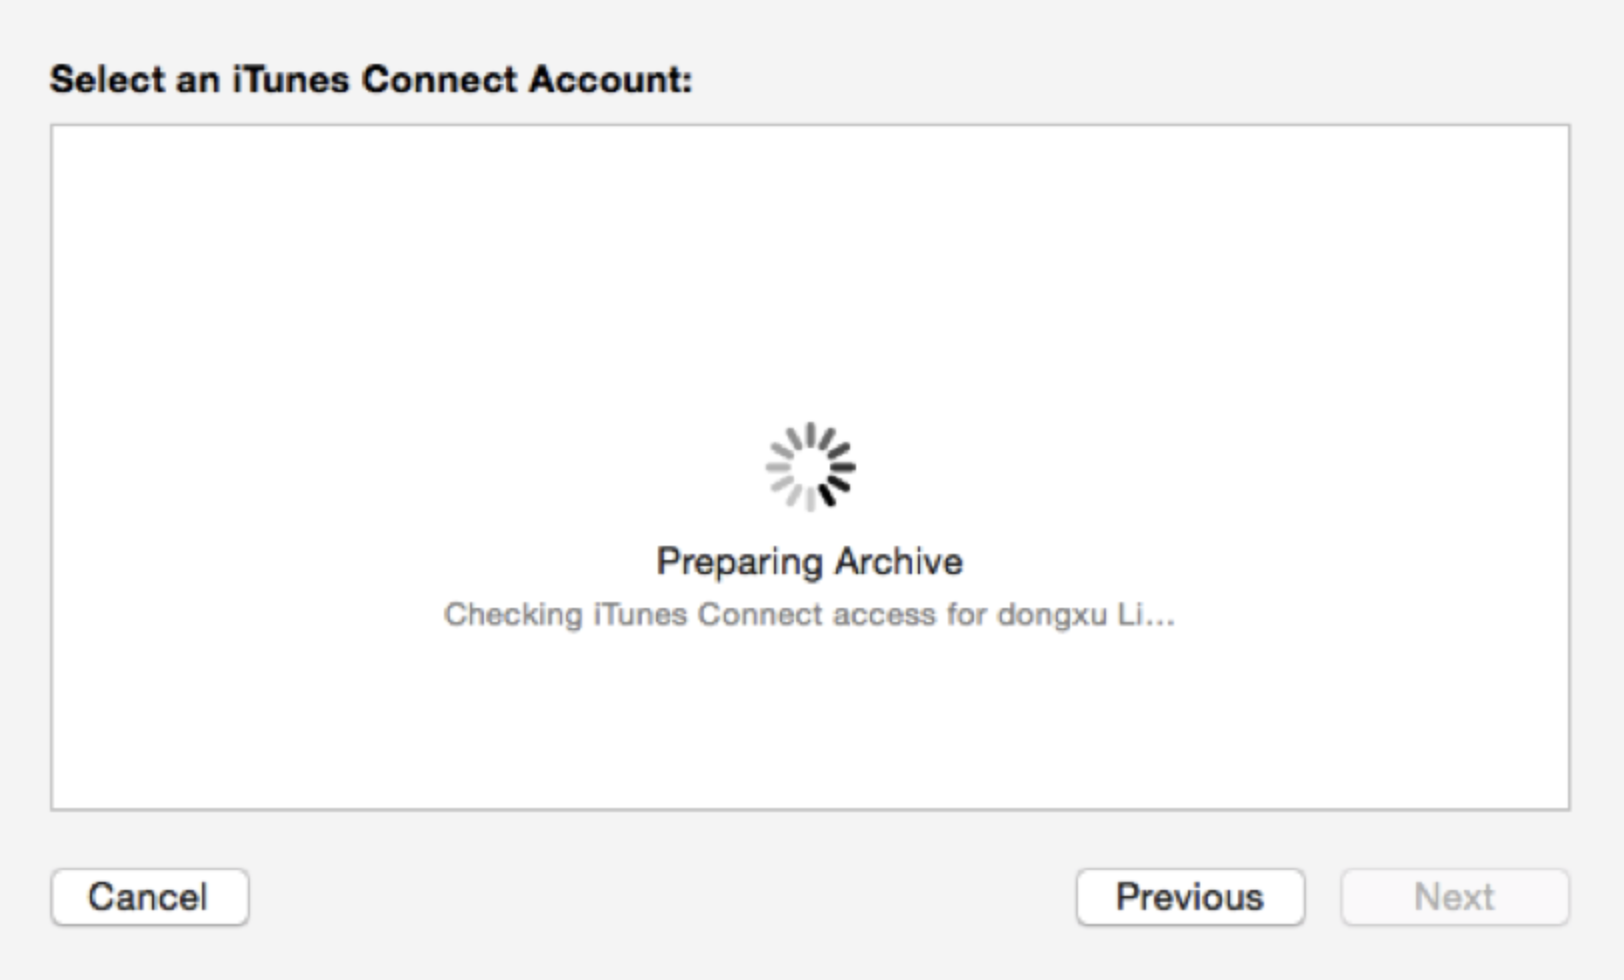 Select an iTunes Connect Account:
Preparing Archive
Checking iTunes Connect access for dongxu Li...
Cancel
Previous
Next